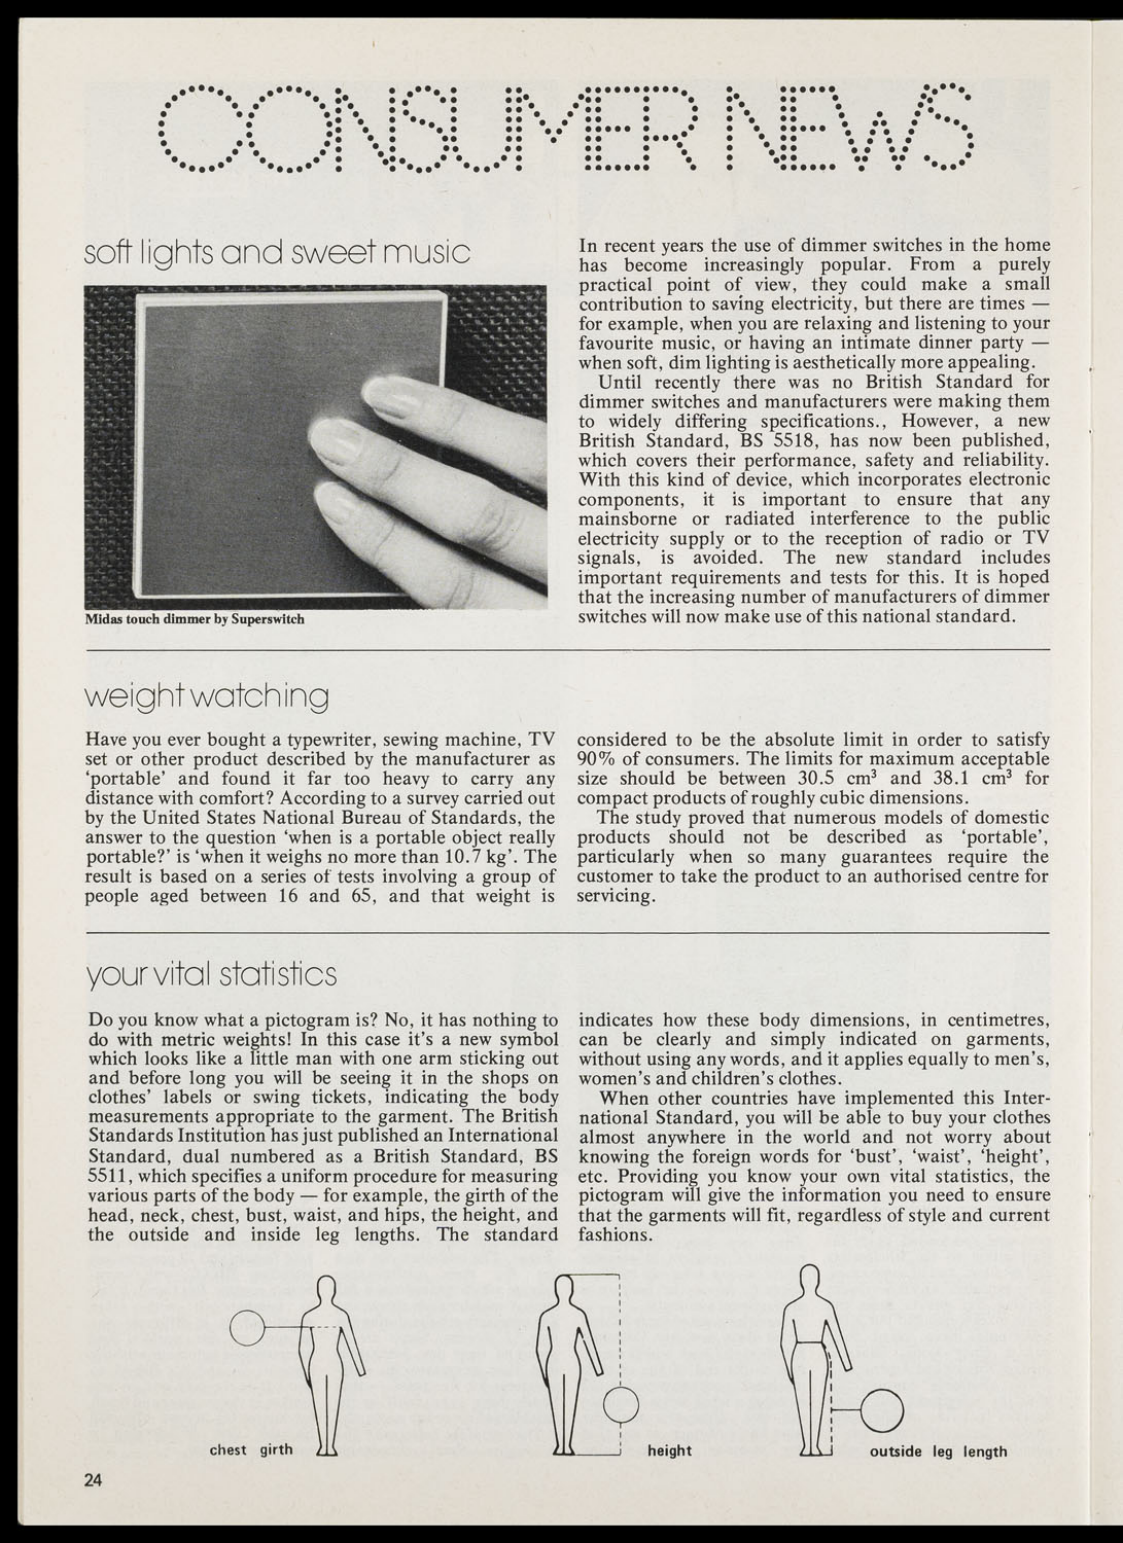 CONSUMER NEWS
soft lights and sweet music
Midas touch dimmer by Superswitch
In recent years the use of dimmer switches in the home
has become increasingly popular. From a purely
practical point of view, they could make a small
contribution to saving electricity, but there are times —
for example, when you are relaxing and listening to your
favourite music, or having an intimate dinner party —
when soft, dim lighting is aesthetically more appealing.
Until recently there was no British Standard for
dimmer switches and manufacturers were making them
to widely differing specifications., However, a new
British Standard, BS 5518, has now been published,
which covers their performance, safety and reliability.
With this kind of device, which incorporates electronic
components, it is important to ensure that any
mainsborne or radiated interference to the public
electricity supply or to the reception of radio or TV
signals, is avoided. The new standard includes
important requirements and tests for this. It is hoped
that the increasing number of manufacturers of dimmer
switches will now make use of this national standard.
weight watching
Have you ever bought a typewriter, sewing machine, TV
set or other product described by the manufacturer as
‘portable’ and found it far too heavy to carry any
distance with comfort? According to a survey carried out
by the United States National Bureau of Standards, the
answer to the question ‘when is a portable object really
portable?’ is ‘when it weighs no more than 10.7 kg’. The
result is based on a series of tests involving a group of
people aged between 16 and 65, and that weight is
considered to be the absolute limit in order to satisfy
90% of consumers. The limits for maximum acceptable
size should be between 30.5 cm³ and 38.1 cm³ for
compact products of roughly cubic dimensions.
The study proved that numerous models of domestic
products should not be described as ‘portable’,
particularly when so many guarantees require the
customer to take the product to an authorised centre for
servicing.
your vital statistics
Do you know what a pictogram is? No, it has nothing to
do with metric weights! In this case it’s a new symbol
which looks like a little man with one arm sticking out
and before long you will be seeing it in the shops on
clothes’ labels or swing tickets, indicating the body
measurements appropriate to the garment. The British
Standards Institution has just published an International
Standard, dual numbered as a British Standard, BS
5511, which specifies a uniform procedure for measuring
various parts of the body — for example, the girth of the
head, neck, chest, bust, waist, and hips, the height, and
the outside and inside leg lengths. The standard
indicates how these body dimensions, in centimetres,
can be clearly and simply indicated on garments,
without using any words, and it applies equally to men’s,
women’s and children’s clothes.
When other countries have implemented this Inter-
national Standard, you will be able to buy your clothes
almost anywhere in the world and not worry about
knowing the foreign words for ‘bust’, ‘waist’, ‘height’,
etc. Providing you know your own vital statistics, the
pictogram will give the information you need to ensure
that the garments will fit, regardless of style and current
fashions.
chest girth
height
outside leg length
24